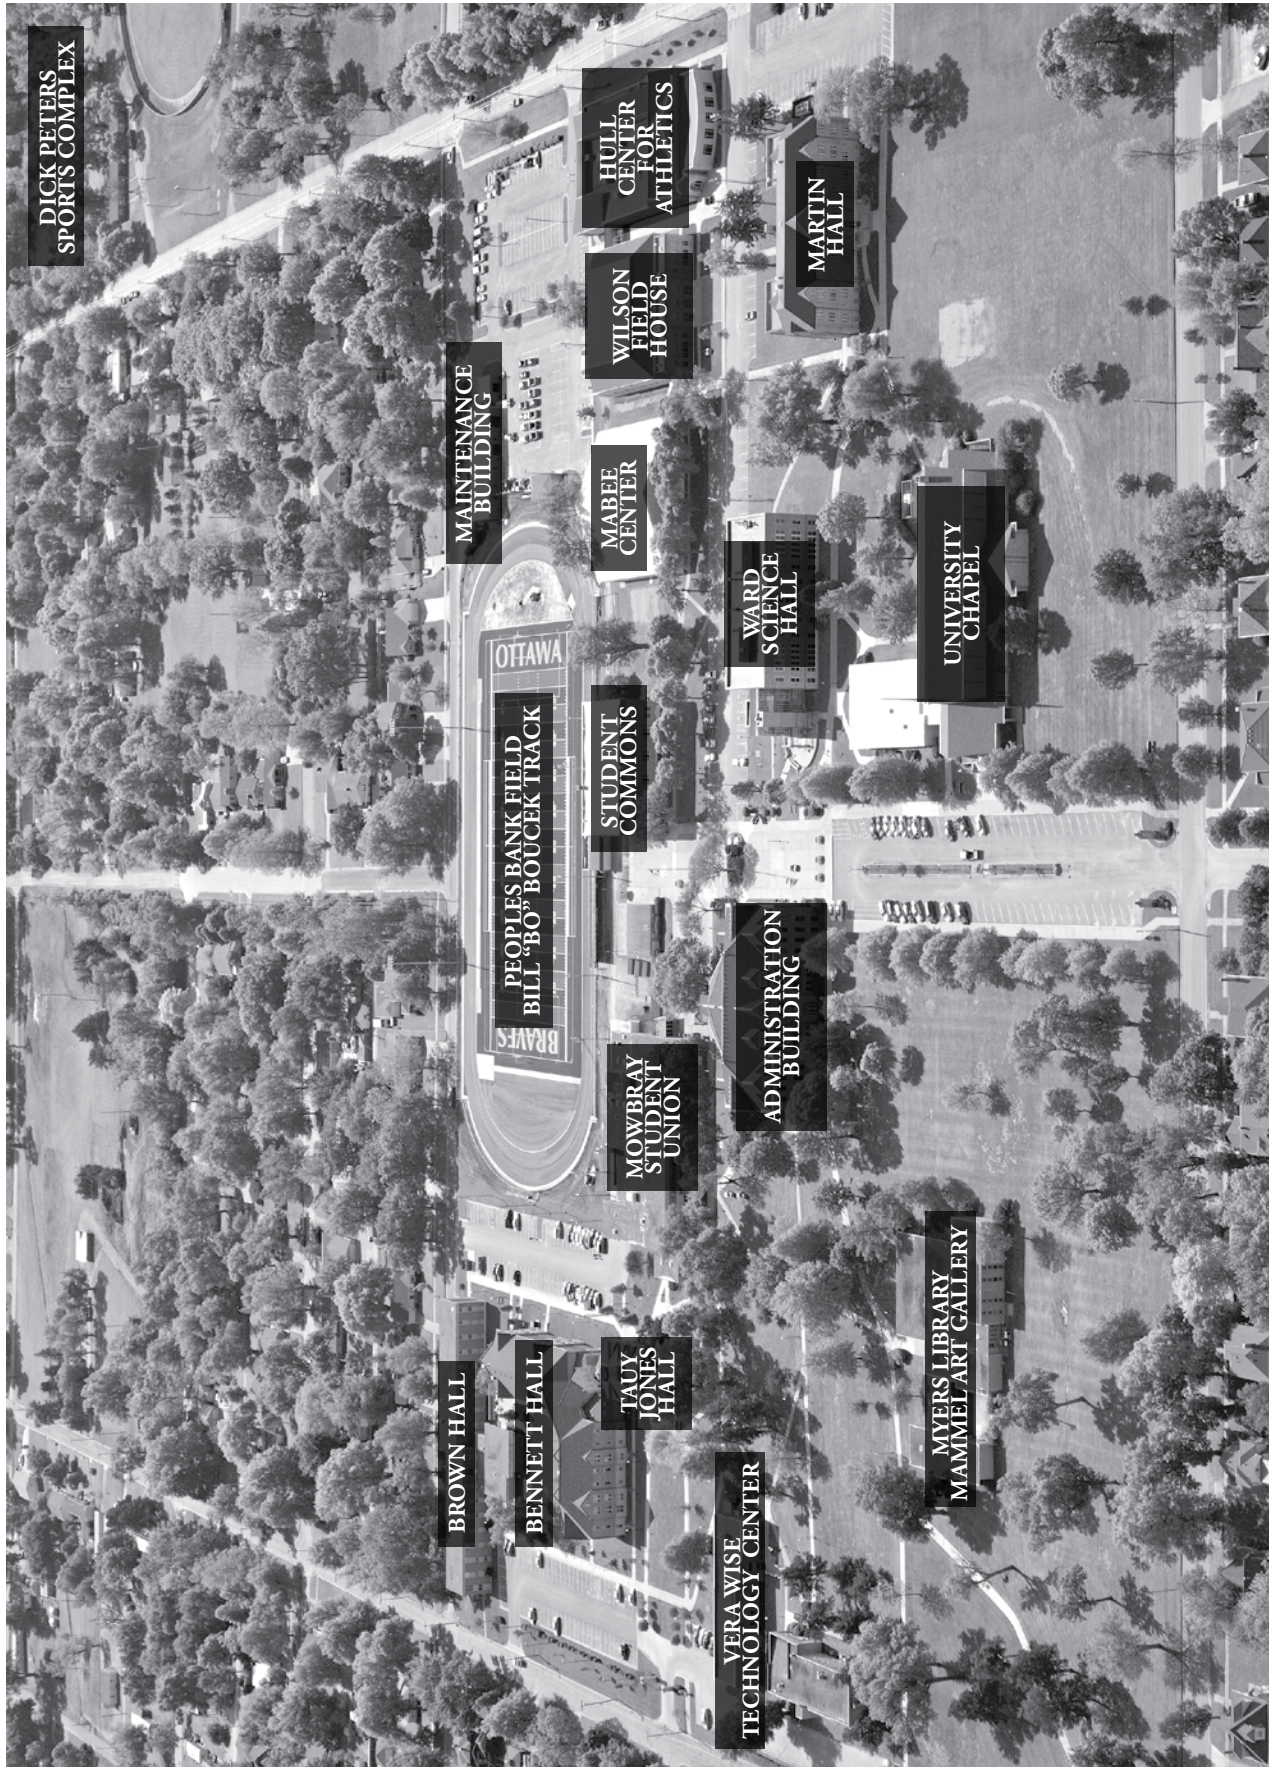 DICK PETERS
SPORTS COMPLEX
BROWN HALL
MAINTENANCE
BUILDING
BENNETT HALL
BRAVES
PEOPLES BANK FIELD
BILL “BO” BOUCEK TRACK
OTTAWA
TAUY
JONES
HALL
MOWBRAY
STUDENT
UNION
STUDENT
COMMONS
MABEE
CENTER
WILSON
FIELD
HOUSE
HULL
CENTER
FOR
ATHLETICS
VERA WISE
TECHNOLOGY CENTER
ADMINISTRATION
BUILDING
WARD
SCIENCE
HALL
MARTIN
HALL
MYERS LIBRARY
MAMMEL ART GALLERY
UNIVERSITY
CHAPEL